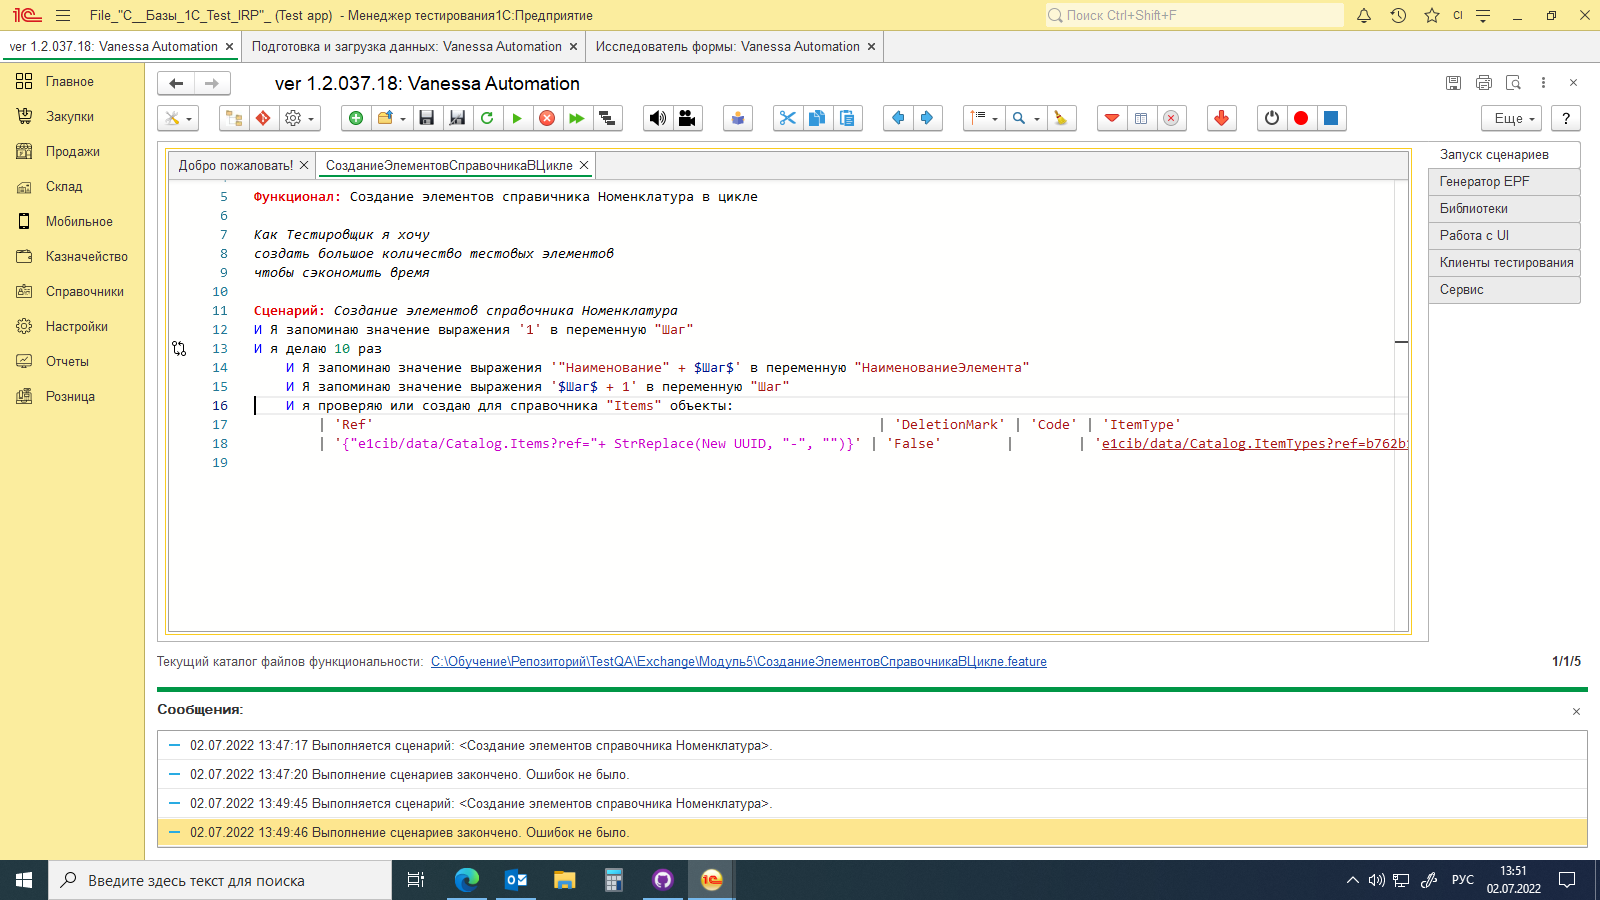 File_"C__Базы_1С_Test_IRP"_ (Test app) - Менеджер тестирования1С:Предприятие
Поиск Ctrl+Shift+F
CI
ver 1.2.037.18: Vanessa Automation ×
Подготовка и загрузка данных: Vanessa Automation ×
Исследователь формы: Vanessa Automation ×
Главное
Закупки
Продажи
Склад
Мобильное
Казначейство
Справочники
Настройки
Отчеты
Розница
ver 1.2.037.18: Vanessa Automation
Еще
?
Добро пожаловать! ×
СозданиеЭлементовСправочникаВЦикле ×
5 Функционал: Создание элементов справичника Номенклатура в цикле
6
7 Как Тестировщик я хочу
8 создать большое количество тестовых элементов
9 чтобы сэкономить время
10
11 Сценарий: Создание элементов справочника Номенклатура
12 И Я запоминаю значение выражения '1' в переменную "Шаг"
13 И я делаю 10 раз
14 И Я запоминаю значение выражения '"Наименование" + $Шаг$' в переменную "НаименованиеЭлемента"
15 И Я запоминаю значение выражения '$Шаг$ + 1' в переменную "Шаг"
16 И я проверяю или создаю для справочника "Items" объекты:
17 | 'Ref' | 'DeletionMark' | 'Code' | 'ItemType'
18 | '{"e1cib/data/Catalog.Items?ref="+ StrReplace(New UUID, "-", "")}' | 'False' | | 'e1cib/data/Catalog.ItemTypes?ref=b762b
19
Запуск сценариев
Генератор EPF
Библиотеки
Работа с UI
Клиенты тестирования
Сервис
Текущий каталог файлов функциональности: C:\Обучение\Репозиторий\TestQA\Exchange\Модуль5\СозданиеЭлементовСправочникаВЦикле.feature
1/1/5
Сообщения:
02.07.2022 13:47:17 Выполняется сценарий: <Создание элементов справочника Номенклатура>.
02.07.2022 13:47:20 Выполнение сценариев закончено. Ошибок не было.
02.07.2022 13:49:45 Выполняется сценарий: <Создание элементов справочника Номенклатура>.
02.07.2022 13:49:46 Выполнение сценариев закончено. Ошибок не было.
Введите здесь текст для поиска
РУС
13:51
02.07.2022